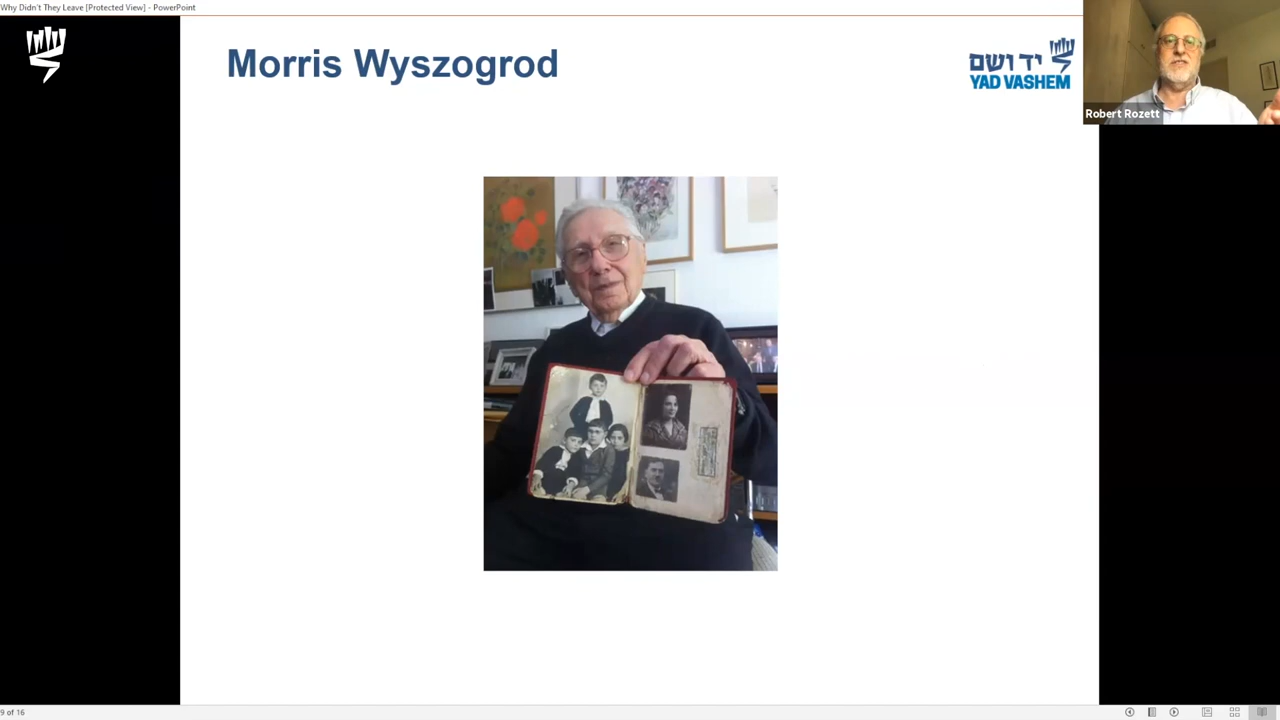 Why Didn't They Leave [Protected View] - PowerPoint
Morris Wyszogrod
יד ושם
YAD VASHEM
Robert Rozett
9 of 16